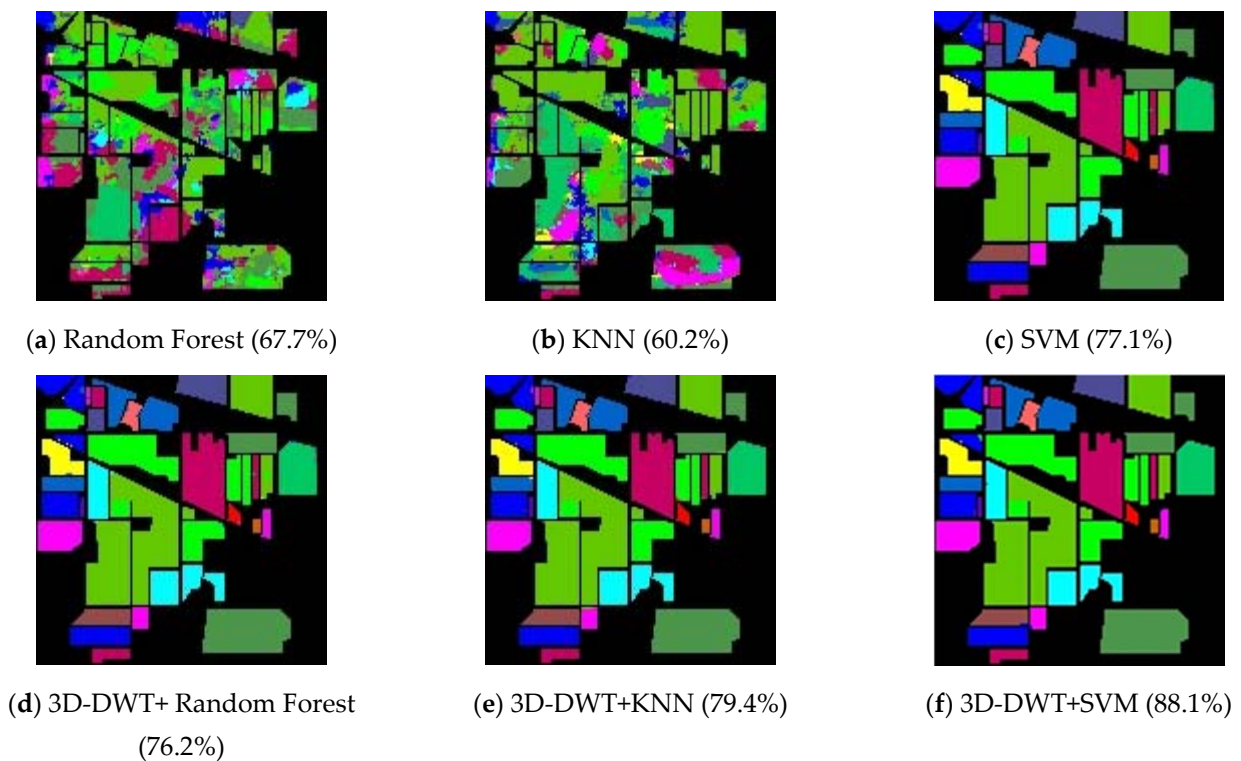 (a) Random Forest (67.7%)
(b) KNN (60.2%)
(c) SVM (77.1%)
(d) 3D-DWT+ Random Forest
(76.2%)
(e) 3D-DWT+KNN (79.4%)
(f) 3D-DWT+SVM (88.1%)